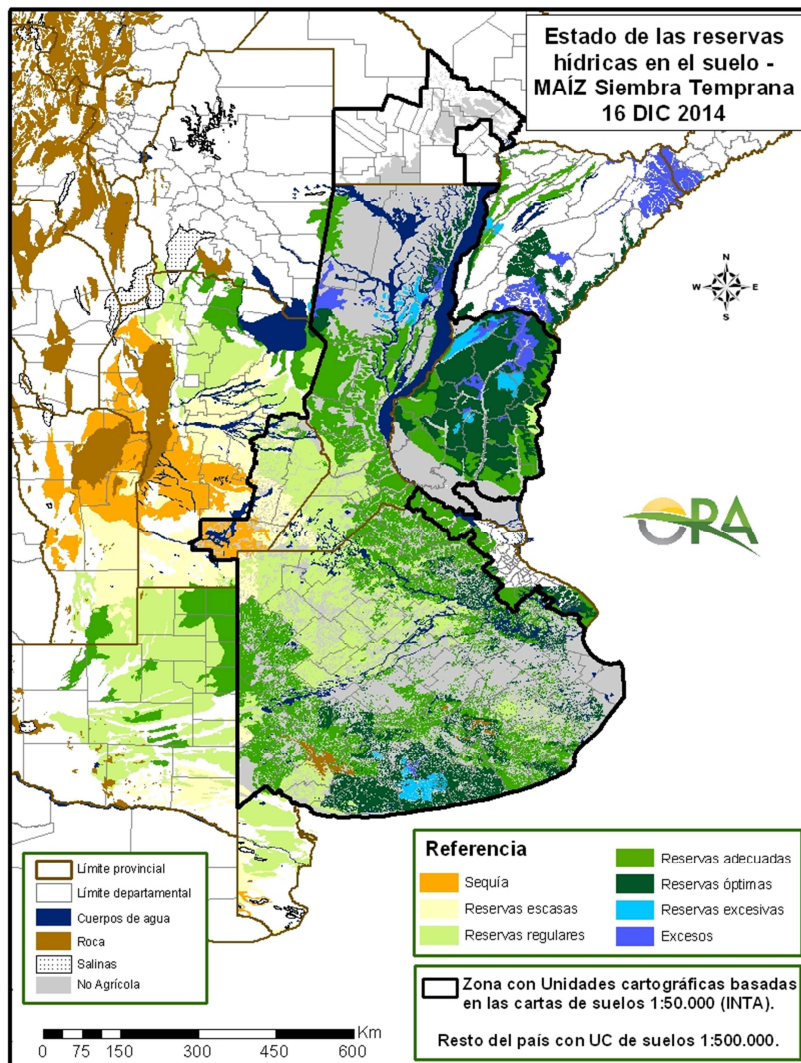 Estado de las reservas
hídricas en el suelo -
MAÍZ Siembra Temprana
16 DIC 2014
N
W
E
S
OPA
Límite provincial
Límite departamental
Cuerpos de agua
Roca
Salinas
No Agrícola
Referencia
Sequía
Reservas escasas
Reservas regulares
Reservas adecuadas
Reservas óptimas
Reservas excesivas
Excesos
Zona con Unidades cartográficas basadas
en las cartas de suelos 1:50.000 (INTA).
Resto del país con UC de suelos 1:500.000.
Km
0 75 150 300 450 600